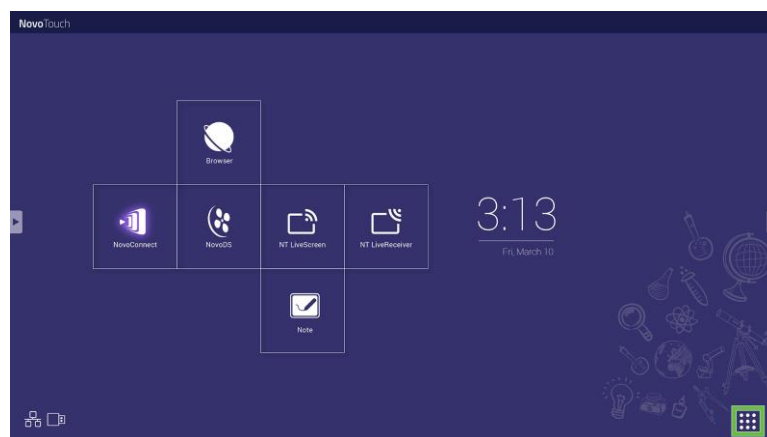 NovoTouch
Browser
NovoConnect
NovoDS
NT LiveScreen
NT LiveReceiver
3:13
Fri, March 10
Note